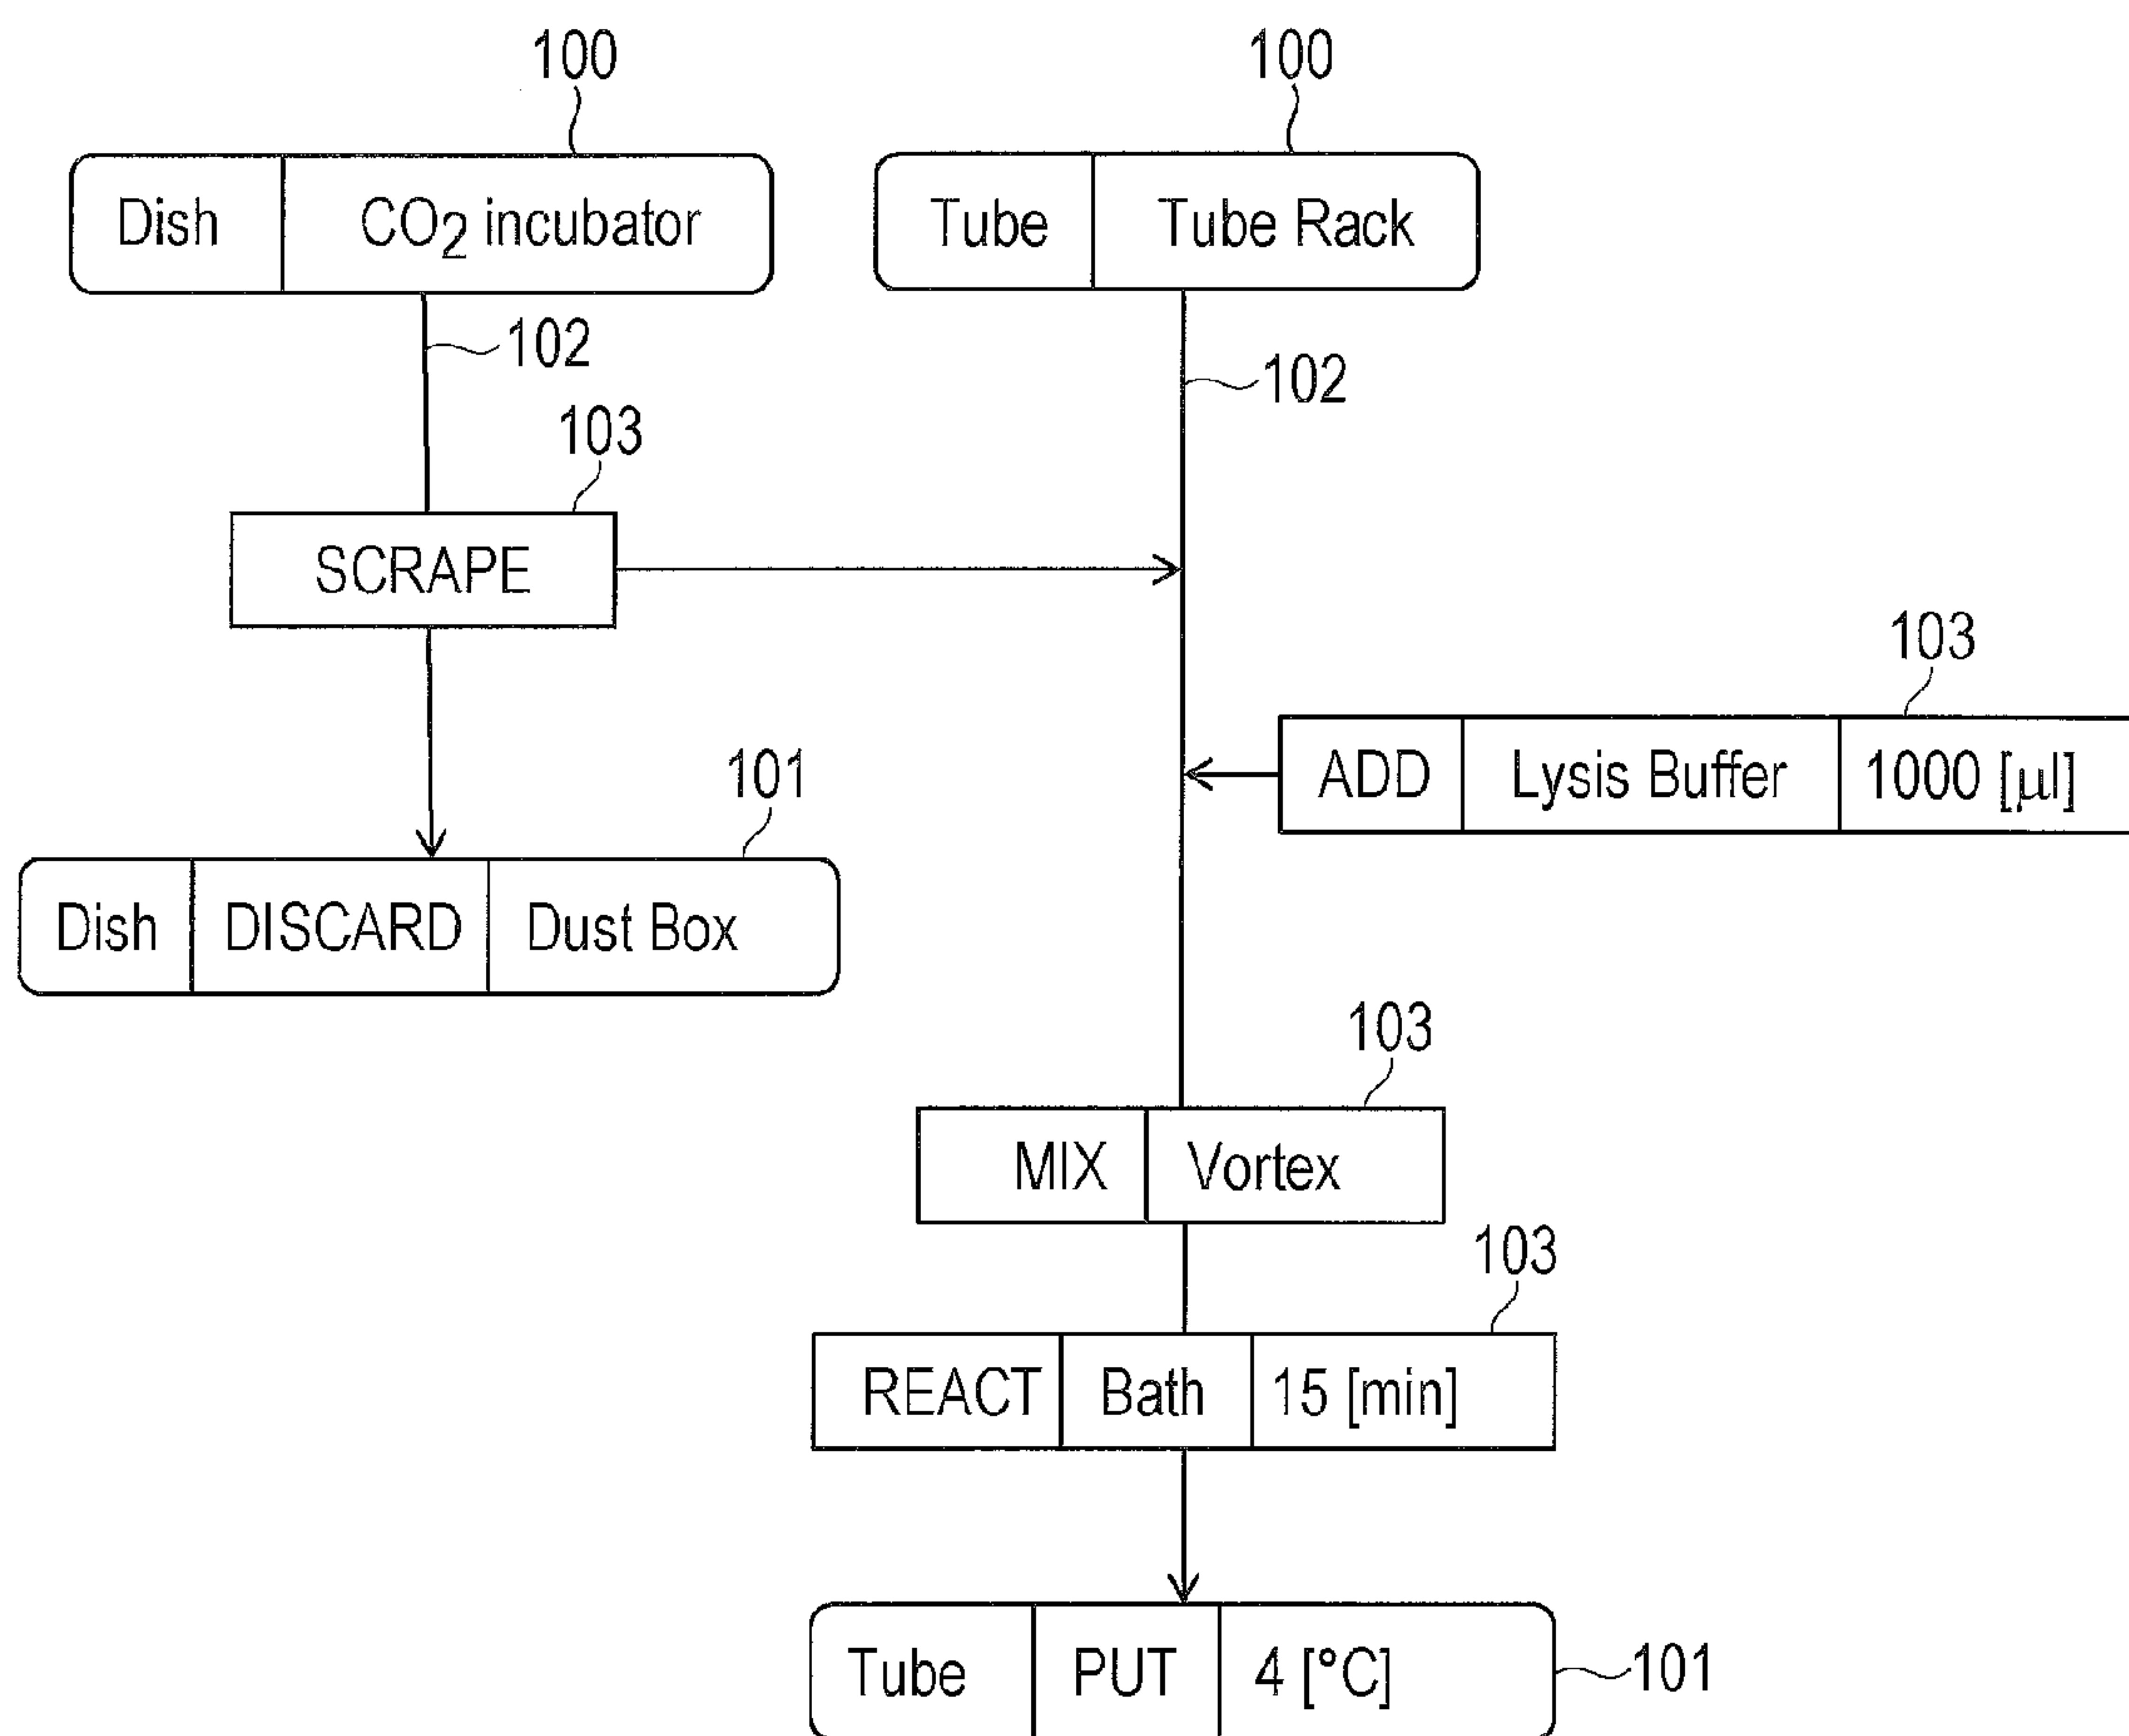 100 100
Dish CO₂ incubator Tube Tube Rack
102
102
103
SCRAPE
103
ADD Lysis Buffer 1000 [µl]
101
Dish DISCARD Dust Box
103
MIX Vortex
103
REACT Bath 15 [min]
Tube PUT 4 [°C] 101